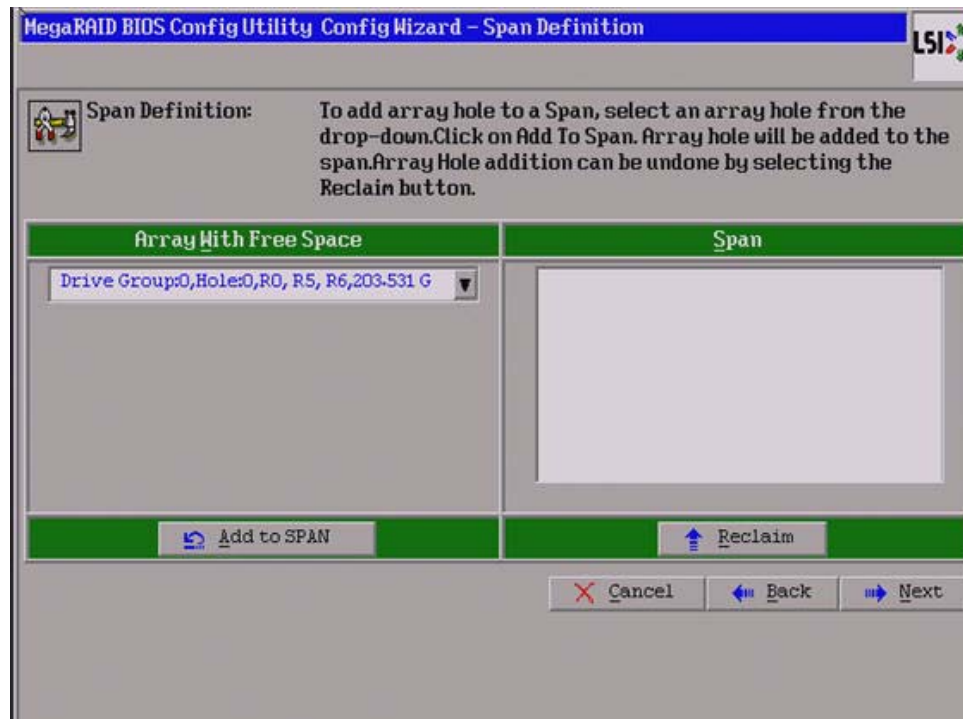 MegaRAID BIOS Config Utility Config Wizard – Span Definition
LSI
Span Definition:
To add array hole to a Span, select an array hole from the
drop-down.Click on Add To Span. Array hole will be added to the
span.Array Hole addition can be undone by selecting the
Reclaim button.
Array With Free Space
Span
Drive Group:0,Hole:0,R0, R5, R6,203.531 G
Add to SPAN
Reclaim
Cancel
Back
Next